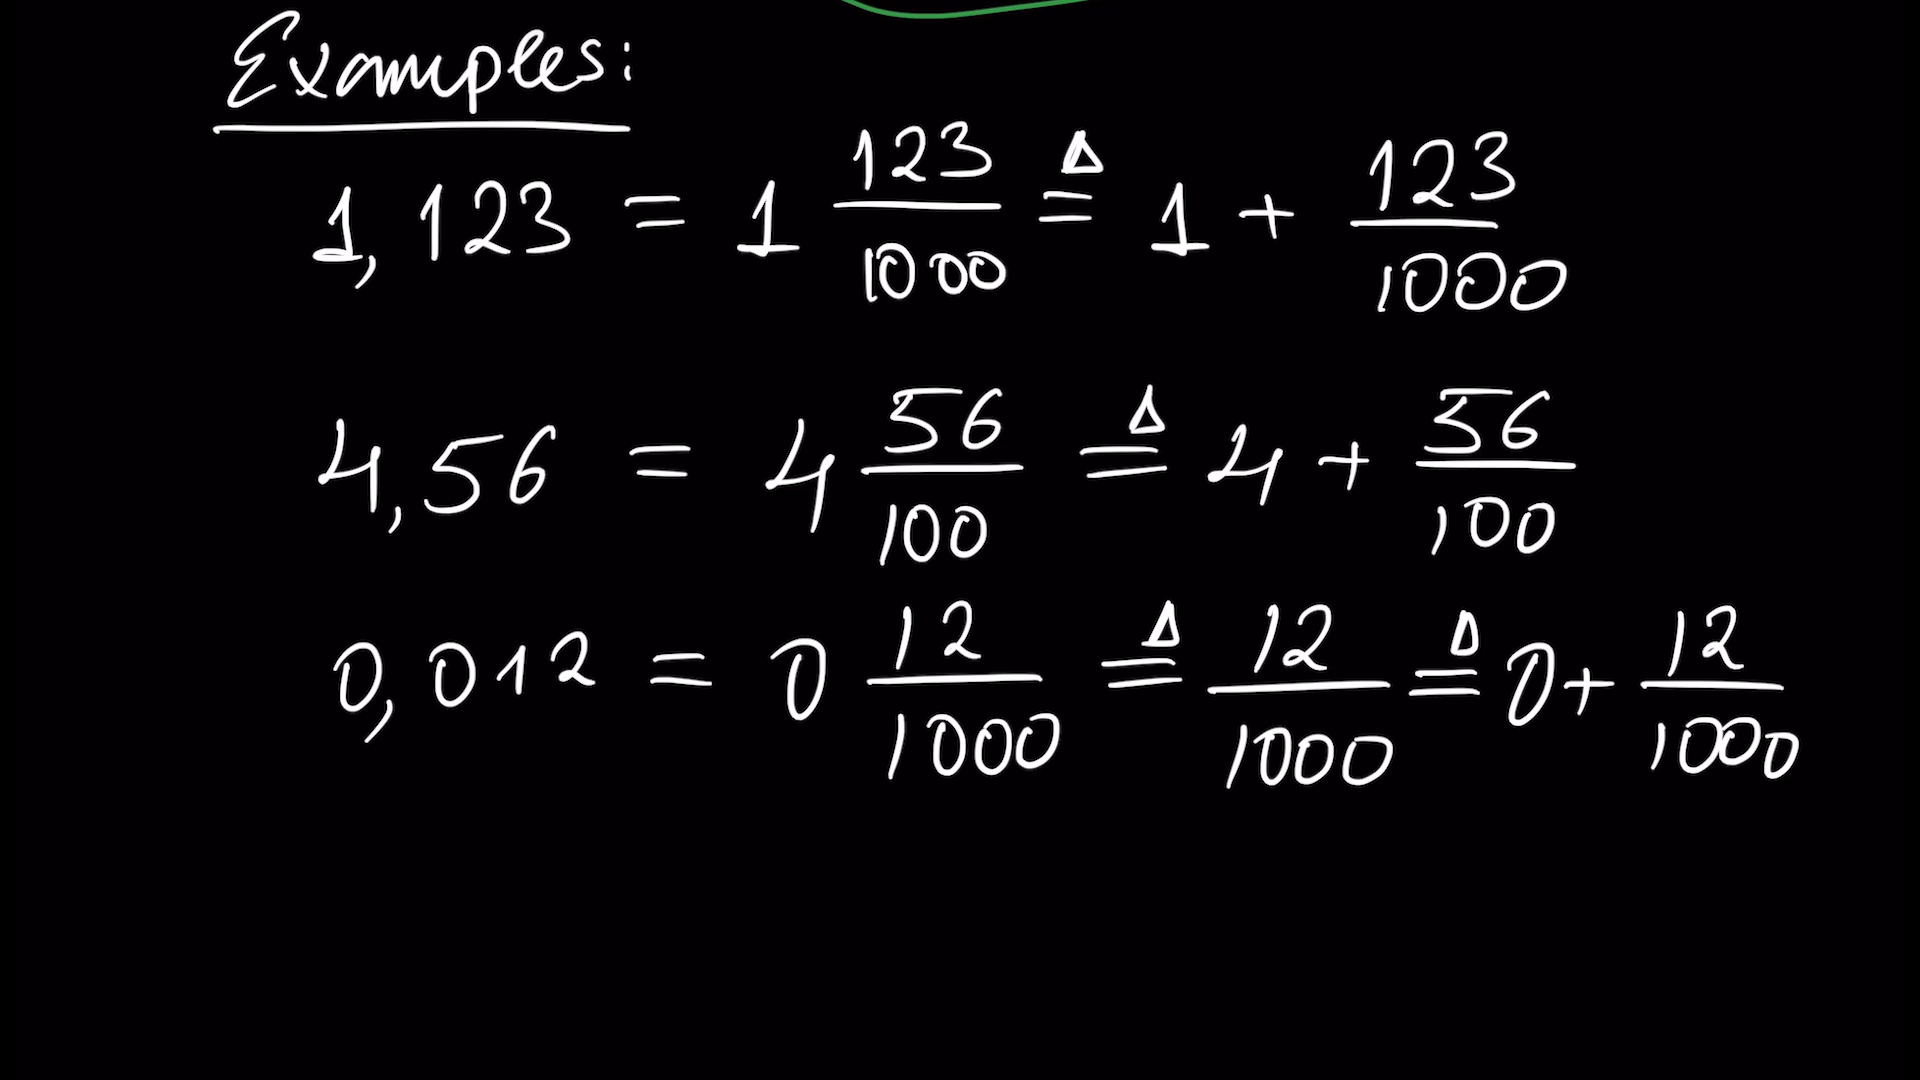 Examples:
1,123 = 1 123/1000 ≜ 1 + 123/1000
4,56 = 4 56/100 ≜ 4 + 56/100
0,012 = 0 12/1000 ≜ 12/1000 ≜ 0 + 12/1000